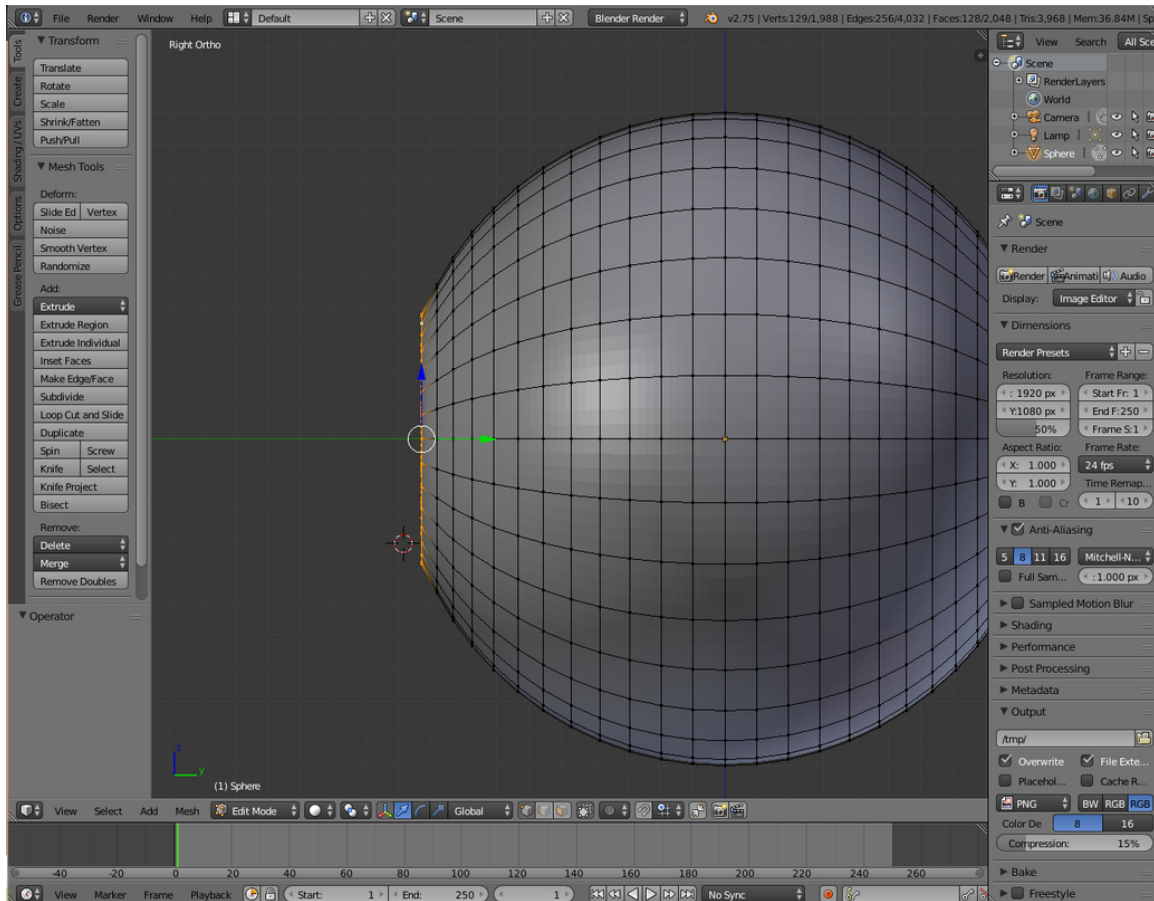 File Render Window Help Default Scene Blender Render v2.75 | Verts:129/1,988 | Edges:256/4,032 | Faces:128/2,048 | Tris:3,968 | Mem:36.84M | Sp
Tools
Create
Shading / UVs
Options
Grease Pencil
Transform
Translate
Rotate
Scale
Shrink/Fatten
Push/Pull
Mesh Tools
Deform:
Slide Ed Vertex
Noise
Smooth Vertex
Randomize
Add:
Extrude
Extrude Region
Extrude Individual
Inset Faces
Make Edge/Face
Subdivide
Loop Cut and Slide
Duplicate
Spin Screw
Knife Select
Knife Project
Bisect
Remove:
Delete
Merge
Remove Doubles
Operator
Right Ortho
z
y
(1) Sphere
View Select Add Mesh Edit Mode Global
-40 -20 0 20 40 60 80 100 120 140 160 180 200 220 240 260
View Marker Frame Playback Start: 1 End: 250 1 No Sync
View Search All Sce
Scene
RenderLayers
World
Camera
Lamp
Sphere
Scene
Render
Render Animati Audio
Display: Image Editor
Dimensions
Render Presets
Resolution: Frame Range:
: 1920 px Start Fr: 1
Y:1080 px End F:250
50% Frame S:1
Aspect Ratio: Frame Rate:
X: 1.000 24 fps
Y: 1.000 Time Remap...
B Cr 1 10
Anti-Aliasing
5 8 11 16 Mitchell-N...
Full Sam... :1.000 px
Sampled Motion Blur
Shading
Performance
Post Processing
Metadata
Output
/tmp/
Overwrite File Exte...
Placehol... Cache R...
PNG BW RGB RGB
Color De 8 16
Compression: 15%
Bake
Freestyle